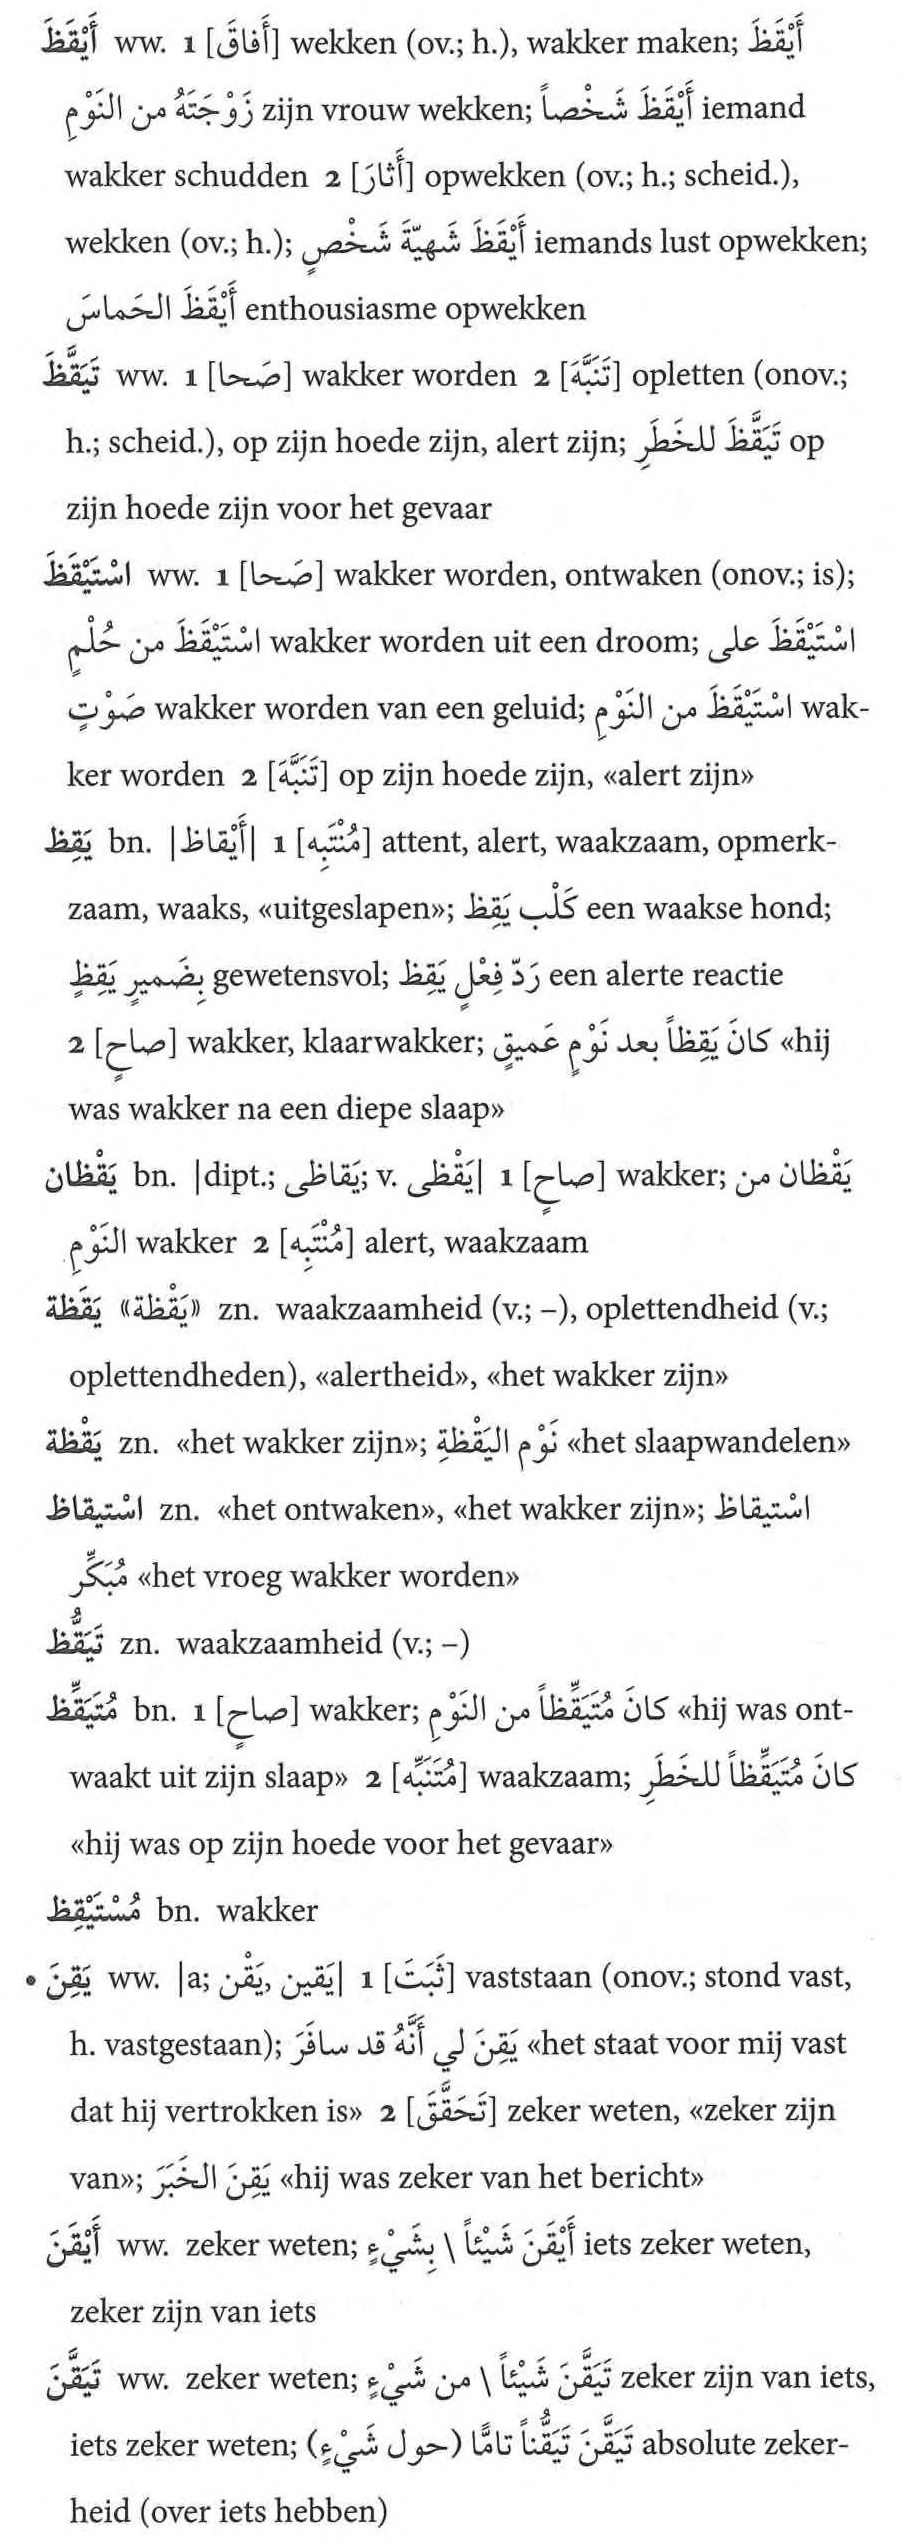 أَيْقَظَ ww. 1 [أَفاقَ] wekken (ov.; h.), wakker maken; أَيْقَظَ
زَوْجَتَهُ من النَوْمِ zijn vrouw wekken; أَيْقَظَ شَخْصاً iemand
wakker schudden 2 [أَثارَ] opwekken (ov.; h.; scheid.),
wekken (ov.; h.); أَيْقَظَ شَهِيّةَ شَخْصٍ iemands lust opwekken;
أَيْقَظَ الحَماسَ enthousiasme opwekken
تَيَقَّظَ ww. 1 [صَحا] wakker worden 2 [تَنَبَّهَ] opletten (onov.;
h.; scheid.), op zijn hoede zijn, alert zijn; تَيَقَّظَ للخَطَرِ op
zijn hoede zijn voor het gevaar
اسْتَيْقَظَ ww. 1 [صَحا] wakker worden, ontwaken (onov.; is);
اسْتَيْقَظَ من حُلْمٍ wakker worden uit een droom; اسْتَيْقَظَ على
صَوْتٍ wakker worden van een geluid; اسْتَيْقَظَ من النَوْمِ wak-
ker worden 2 [تَنَبَّهَ] op zijn hoede zijn, «alert zijn»
يَقِظ bn. |أَيْقاظ| 1 [مُنْتَبِه] attent, alert, waakzaam, opmerk-
zaam, waaks, «uitgeslapen»; كَلْب يَقِظ een waakse hond;
بِضَميرٍ يَقِظٍ gewetensvol; رَدّ فِعْلٍ يَقِظ een alerte reactie
2 [صاحٍ] wakker, klaarwakker; كانَ يَقِظاً بعد نَوْمٍ عَميقٍ «hij
was wakker na een diepe slaap»
يَقْظان bn. |dipt.; يَقاظى; v. يَقْظى| 1 [صاحٍ] wakker; يَقْظان من
النَوْمِ wakker 2 [مُنْتَبِه] alert, waakzaam
يَقَظة «يَقْظة» zn. waakzaamheid (v.; –), oplettendheid (v.;
oplettendheden), «alertheid», «het wakker zijn»
يَقْظة zn. «het wakker zijn»; نَوْم اليَقْظةِ «het slaapwandelen»
اسْتيقاظ zn. «het ontwaken», «het wakker zijn»; اسْتيقاظ
مُبَكِّر «het vroeg wakker worden»
تَيَقُّظ zn. waakzaamheid (v.; –)
مُتَيَقِّظ bn. 1 [صاحٍ] wakker; كانَ مُتَيَقِّظاً من النَوْمِ «hij was ont-
waakt uit zijn slaap» 2 [مُتَنَبِّه] waakzaam; كانَ مُتَيَقِّظاً للخَطَرِ
«hij was op zijn hoede voor het gevaar»
مُسْتَيْقِظ bn. wakker
• يَقِنَ ww. |a; يَقْن, يَقين| 1 [ثَبَتَ] vaststaan (onov.; stond vast,
h. vastgestaan); يَقِنَ لي أَنَّهُ قد سافَرَ «het staat voor mij vast
dat hij vertrokken is» 2 [تَحَقَّقَ] zeker weten, «zeker zijn
van»; يَقِنَ الخَبَرَ «hij was zeker van het bericht»
أَيْقَنَ ww. zeker weten; أَيْقَنَ شَيْئاً \ بِشَيْءٍ iets zeker weten,
zeker zijn van iets
تَيَقَّنَ ww. zeker weten; تَيَقَّنَ شَيْئاً \ من شَيْءٍ zeker zijn van iets,
iets zeker weten; تَيَقَّنَ تَيَقُّناً تامًّا (حول شَيْءٍ) absolute zeker-
heid (over iets hebben)